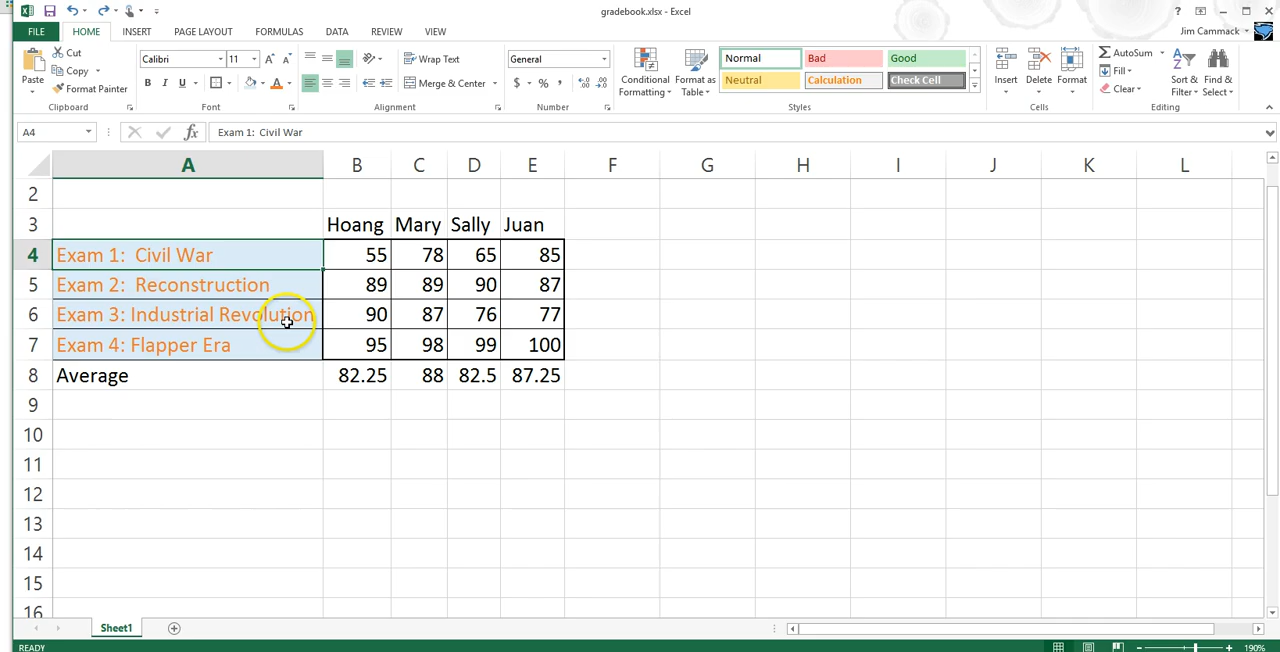 gradebook.xlsx - Excel
?
FILE HOME INSERT PAGE LAYOUT FORMULAS DATA REVIEW VIEW Jim Cammack
Paste Cut Copy Format Painter Clipboard
Calibri 11 A A B I U A Font
Wrap Text Merge & Center Alignment
General $ % , .00 Number
Conditional Formatting Format as Table Normal Bad Good Neutral Calculation Check Cell Styles
Insert Delete Format Cells
AutoSum Fill Clear Sort & Filter Find & Select Editing
A4 fx Exam 1: Civil War
A B C D E F G H I J K L
2
3 Hoang Mary Sally Juan
4 Exam 1: Civil War 55 78 65 85
5 Exam 2: Reconstruction 89 89 90 87
6 Exam 3: Industrial Revolution 90 87 76 77
7 Exam 4: Flapper Era 95 98 99 100
8 Average 82.25 88 82.5 87.25
9
10
11
12
13
14
15
16
Sheet1
READY 190%